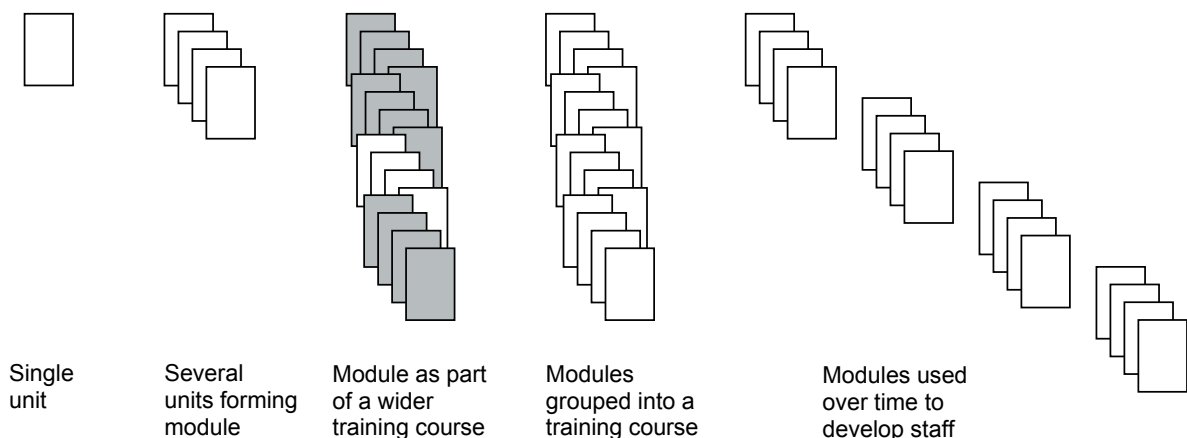 Single
unit
Several
units forming
module
Module as part
of a wider
training course
Modules
grouped into a
training course
Modules used
over time to
develop staff